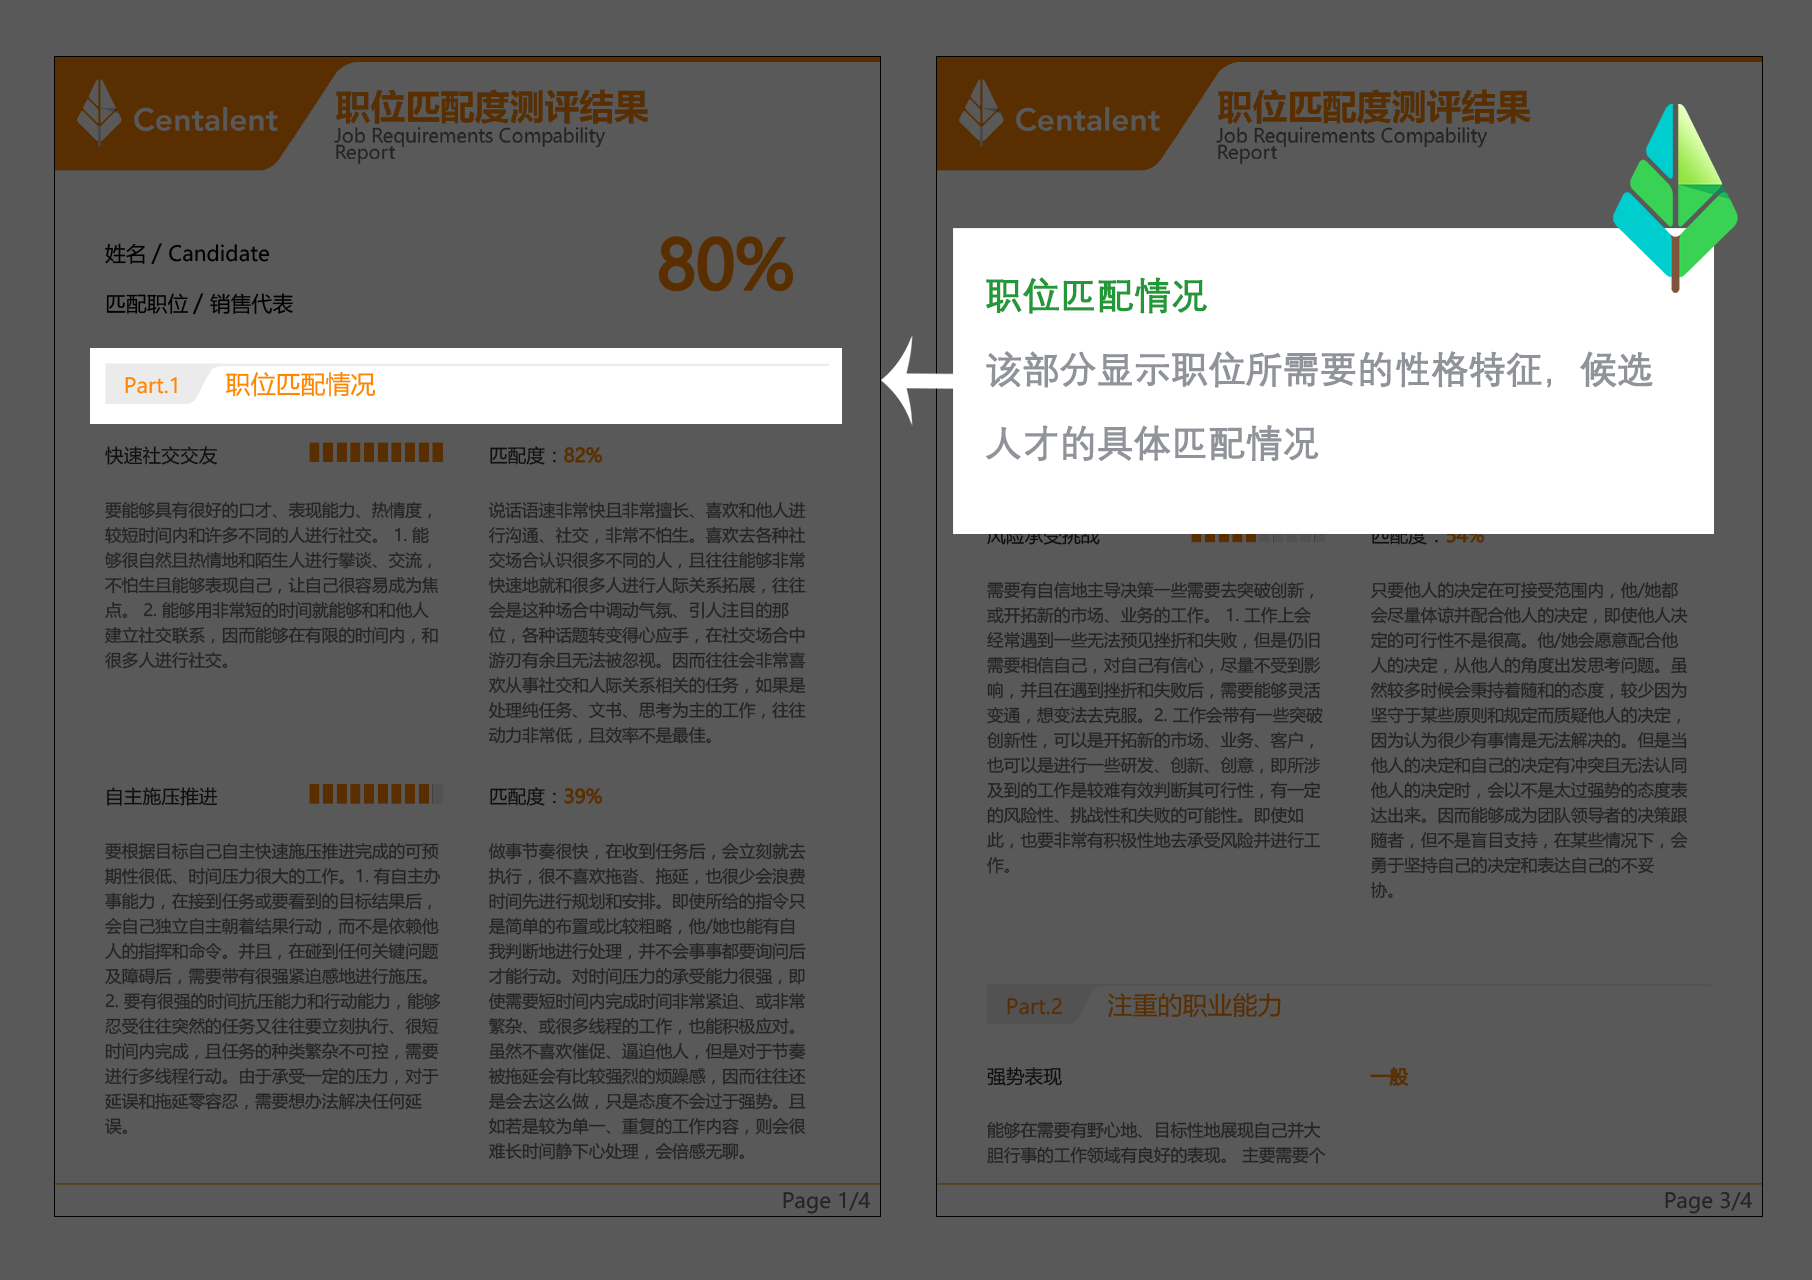 Centalent
职位匹配度测评结果
Job Requirements Compability
Report
姓名 / Candidate
80%
匹配职位 / 销售代表
Part.1
职位匹配情况
快速社交交友
匹配度：82%
要能够具有很好的口才、表现能力、热情度，
较短时间内和许多不同的人进行社交。 1. 能
够很自然且热情地和陌生人进行攀谈、交流，
不怕生且能够表现自己，让自己很容易成为焦
点。 2. 能够用非常短的时间就能够和和他人
建立社交联系，因而能够在有限的时间内，和
很多人进行社交。
说话语速非常快且非常擅长、喜欢和他人进
行沟通、社交，非常不怕生。喜欢去各种社
交场合认识很多不同的人，且往往能够非常
快速地就和很多人进行人际关系拓展，往往
会是这种场合中调动气氛、引人注目的那
位，各种话题转变得心应手，在社交场合中
游刃有余且无法被忽视。因而往往会非常喜
欢从事社交和人际关系相关的任务，如果是
处理纯任务、文书、思考为主的工作，往往
动力非常低，且效率不是最佳。
自主施压推进
匹配度：39%
要根据目标自己自主快速施压推进完成的可预
期性很低、时间压力很大的工作。1. 有自主办
事能力，在接到任务或要看到的目标结果后，
会自己独立自主朝着结果行动，而不是依赖他
人的指挥和命令。并且，在碰到任何关键问题
及障碍后，需要带有很强紧迫感地进行施压。
2. 要有很强的时间抗压能力和行动能力，能够
忍受往往突然的任务又往往要立刻执行、很短
时间内完成，且任务的种类繁杂不可控，需要
进行多线程行动。由于承受一定的压力，对于
延误和拖延零容忍，需要想办法解决任何延
误。
做事节奏很快，在收到任务后，会立刻就去
执行，很不喜欢拖沓、拖延，也很少会浪费
时间先进行规划和安排。即使所给的指令只
是简单的布置或比较粗略，他/她也能有自
我判断地进行处理，并不会事事都要询问后
才能行动。对时间压力的承受能力很强，即
使需要短时间内完成时间非常紧迫、或非常
繁杂、或很多线程的工作，也能积极应对。
虽然不喜欢催促、逼迫他人，但是对于节奏
被拖延会有比较强烈的烦躁感，因而往往还
是会去这么做，只是态度不会过于强势。且
如若是较为单一、重复的工作内容，则会很
难长时间静下心处理，会倍感无聊。
Page 1/4
Centalent
职位匹配度测评结果
Job Requirements Compability
Report
职位匹配情况
该部分显示职位所需要的性格特征，候选
人才的具体匹配情况
风险承受挑战
匹配度：54%
需要有自信地主导决策一些需要去突破创新，
或开拓新的市场、业务的工作。 1. 工作上会
经常遇到一些无法预见挫折和失败，但是仍旧
需要相信自己，对自己有信心，尽量不受到影
响，并且在遇到挫折和失败后，需要能够灵活
变通，想变法去克服。2. 工作会带有一些突破
创新性，可以是开拓新的市场、业务、客户，
也可以是进行一些研发、创新、创意，即所涉
及到的工作是较难有效判断其可行性，有一定
的风险性、挑战性和失败的可能性。即使如
此，也要非常有积极性地去承受风险并进行工
作。
只要他人的决定在可接受范围内，他/她都
会尽量体谅并配合他人的决定，即使他人决
定的可行性不是很高。他/她会愿意配合他
人的决定，从他人的角度出发思考问题。虽
然较多时候会秉持着随和的态度，较少因为
坚守于某些原则和规定而质疑他人的决定，
因为认为很少有事情是无法解决的。但是当
他人的决定和自己的决定有冲突且无法认同
他人的决定时，会以不是太过强势的态度表
达出来。因而能够成为团队领导者的决策跟
随者，但不是盲目支持，在某些情况下，会
勇于坚持自己的决定和表达自己的不妥
协。
Part.2
注重的职业能力
强势表现
一般
能够在需要有野心地、目标性地展现自己并大
胆行事的工作领域有良好的表现。 主要需要个
Page 3/4